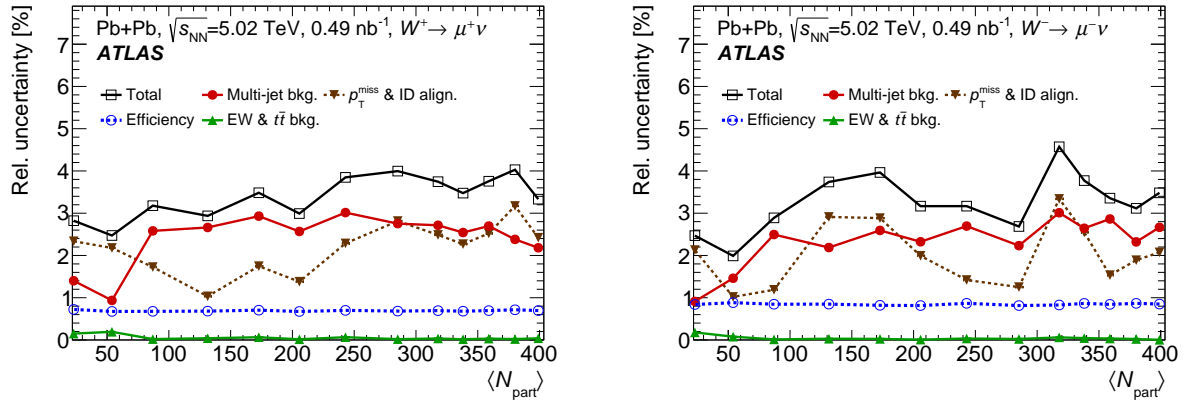 Pb+Pb, √s_NN=5.02 TeV, 0.49 nb⁻¹, W⁺→ μ⁺ν
ATLAS
Total
Multi-jet bkg.
p_T^miss & ID align.
Efficiency
EW & tt̄ bkg.
Rel. uncertainty [%]
7
6
5
4
3
2
1
0
50 100 150 200 250 300 350 400
⟨N_part⟩
Pb+Pb, √s_NN=5.02 TeV, 0.49 nb⁻¹, W⁻→ μ⁻ν
ATLAS
Total
Multi-jet bkg.
p_T^miss & ID align.
Efficiency
EW & tt̄ bkg.
Rel. uncertainty [%]
7
6
5
4
3
2
1
0
50 100 150 200 250 300 350 400
⟨N_part⟩